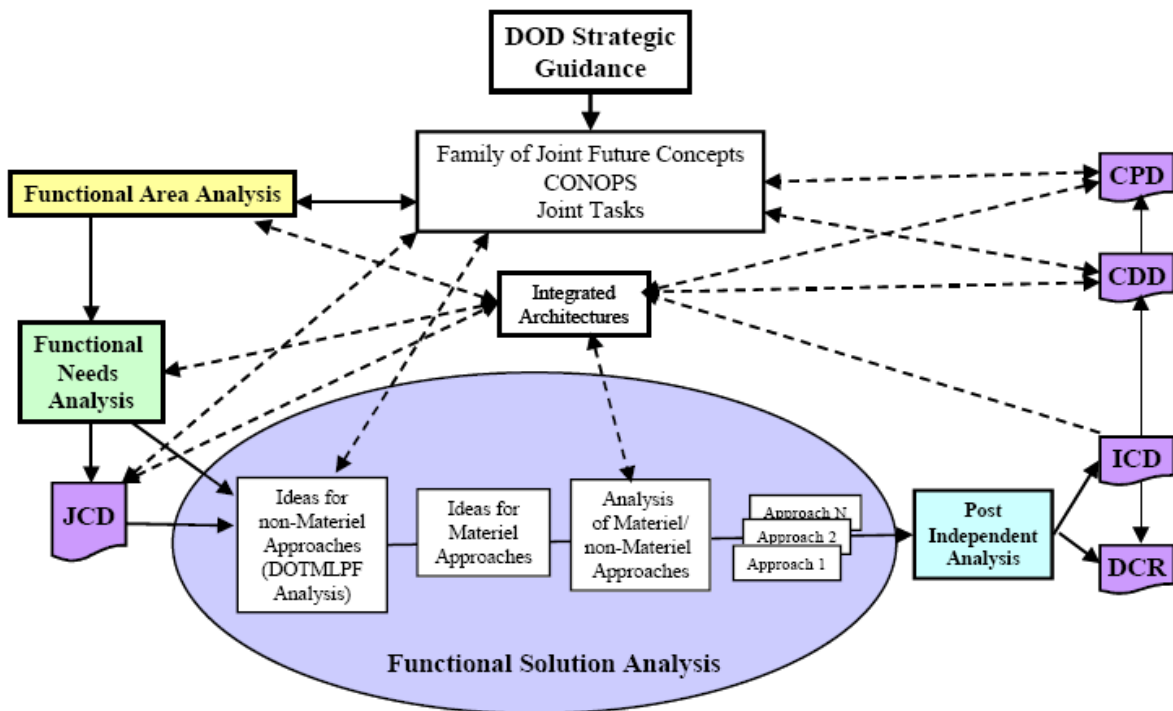 DOD Strategic
Guidance
Family of Joint Future Concepts
CONOPS
Joint Tasks
Functional Area Analysis
CPD
CDD
Integrated
Architectures
Functional
Needs
Analysis
JCD
Ideas for
non-Materiel
Approaches
(DOTMLPF
Analysis)
Ideas for
Materiel
Approaches
Analysis
of Materiel/
non-Materiel
Approaches
Approach N
Approach 2
Approach 1
Post
Independent
Analysis
ICD
DCR
Functional Solution Analysis